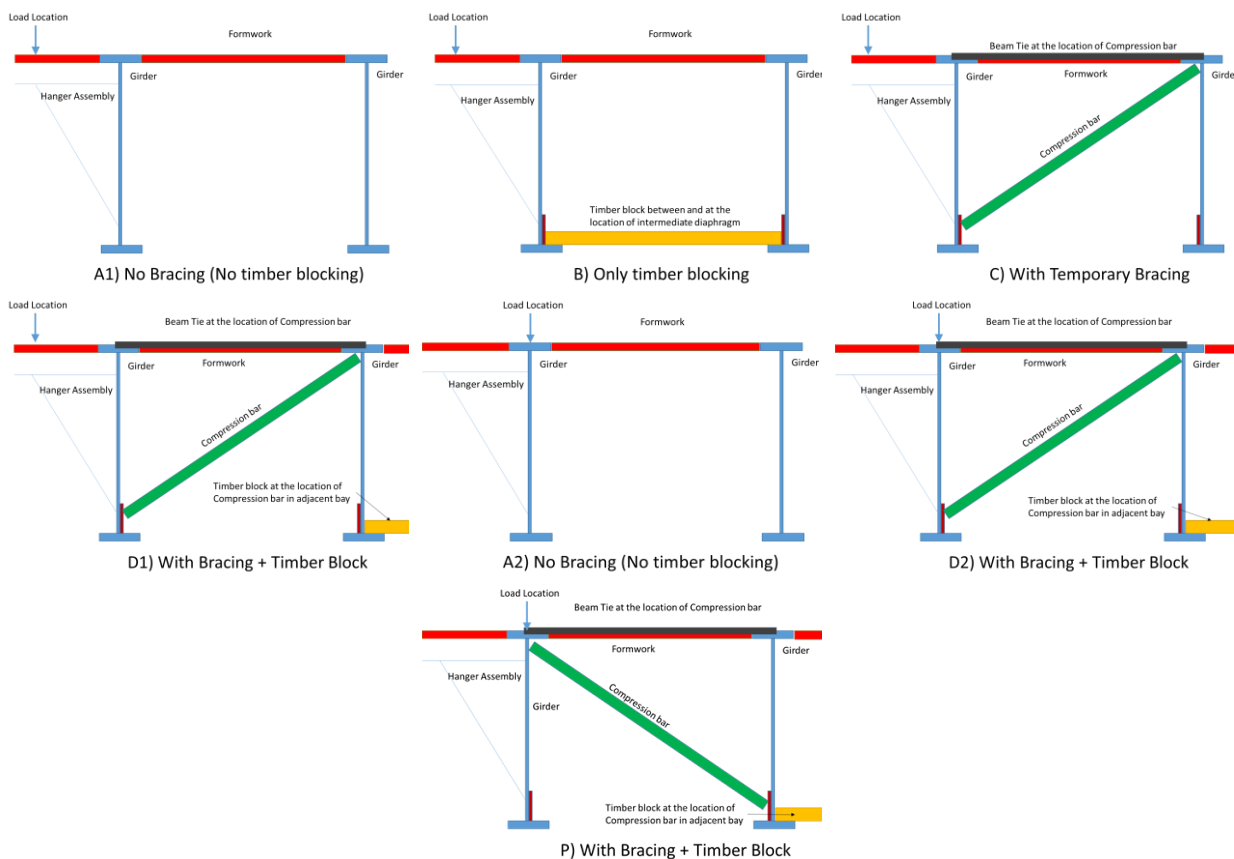 Load Location
Formwork
Girder
Girder
Hanger Assembly
A1) No Bracing (No timber blocking)
Load Location
Formwork
Girder
Girder
Hanger Assembly
Timber block between and at the
location of intermediate diaphragm
B) Only timber blocking
Load Location
Beam Tie at the location of Compression bar
Girder
Formwork
Girder
Hanger Assembly
Compression bar
C) With Temporary Bracing
Load Location
Beam Tie at the location of Compression bar
Girder
Formwork
Girder
Hanger Assembly
Compression bar
Timber block at the location of
Compression bar in adjacent bay
D1) With Bracing + Timber Block
Load Location
Formwork
Girder
Girder
Hanger Assembly
A2) No Bracing (No timber blocking)
Load Location
Beam Tie at the location of Compression bar
Girder
Formwork
Girder
Hanger Assembly
Compression bar
Timber block at the location of
Compression bar in adjacent bay
D2) With Bracing + Timber Block
Load Location
Beam Tie at the location of Compression bar
Formwork
Girder
Hanger Assembly
Compression bar
Girder
Timber block at the location of
Compression bar in adjacent bay
P) With Bracing + Timber Block